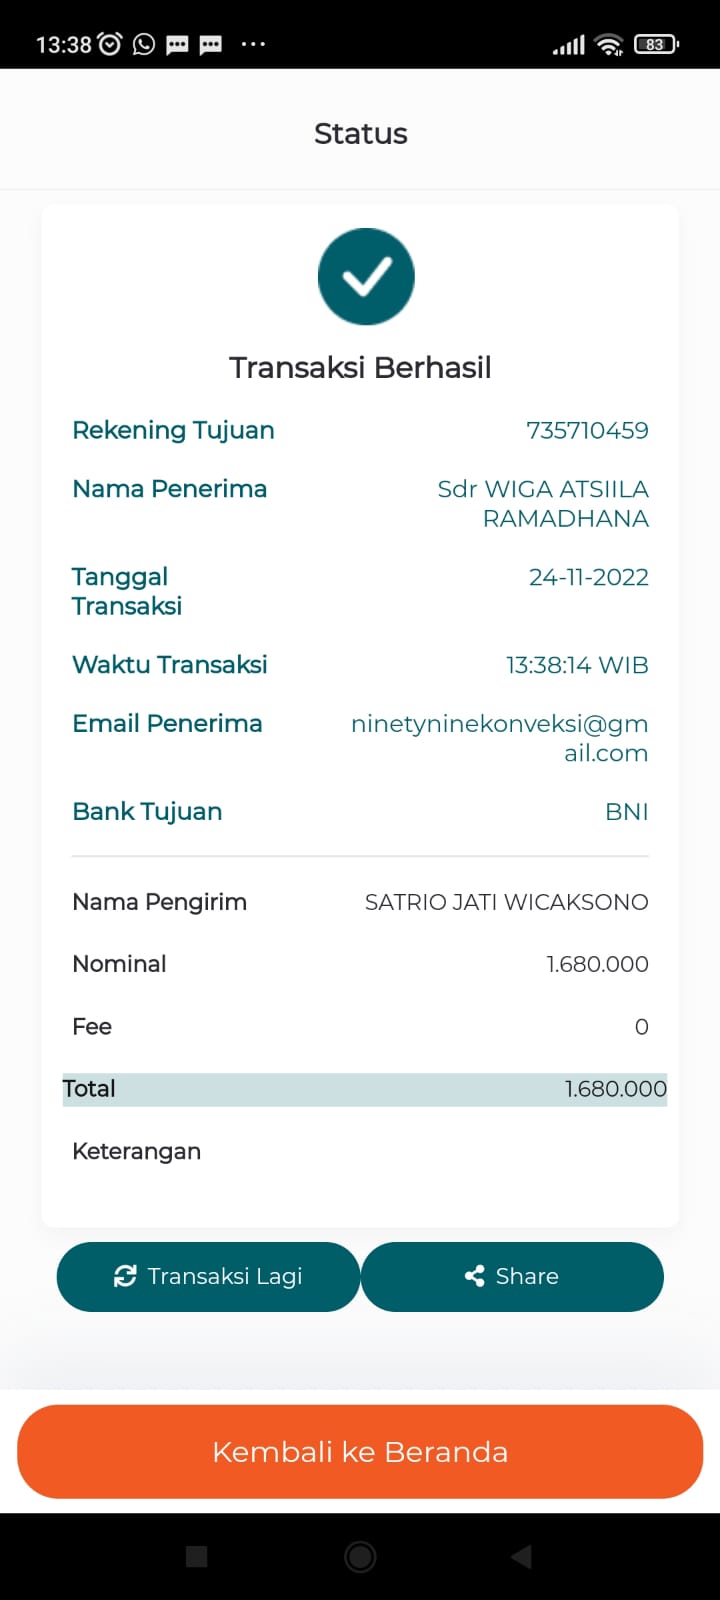 13:38
83
Status
Transaksi Berhasil
Rekening Tujuan 735710459
Nama Penerima Sdr WIGA ATSIILA
RAMADHANA
Tanggal
Transaksi 24-11-2022
Waktu Transaksi 13:38:14 WIB
Email Penerima ninetyninekonveksi@gm
ail.com
Bank Tujuan BNI
Nama Pengirim SATRIO JATI WICAKSONO
Nominal 1.680.000
Fee 0
Total 1.680.000
Keterangan
Transaksi Lagi
Share
Kembali ke Beranda